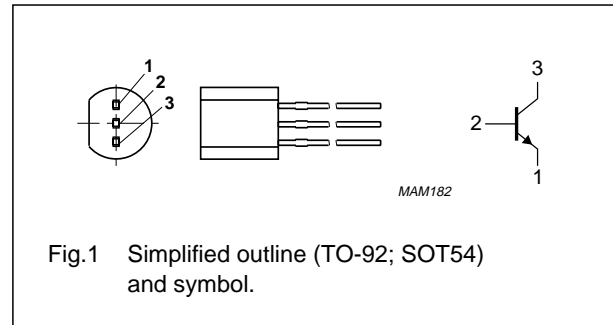 1
2
3
3
2
1
MAM182
Fig.1 Simplified outline (TO-92; SOT54)
and symbol.